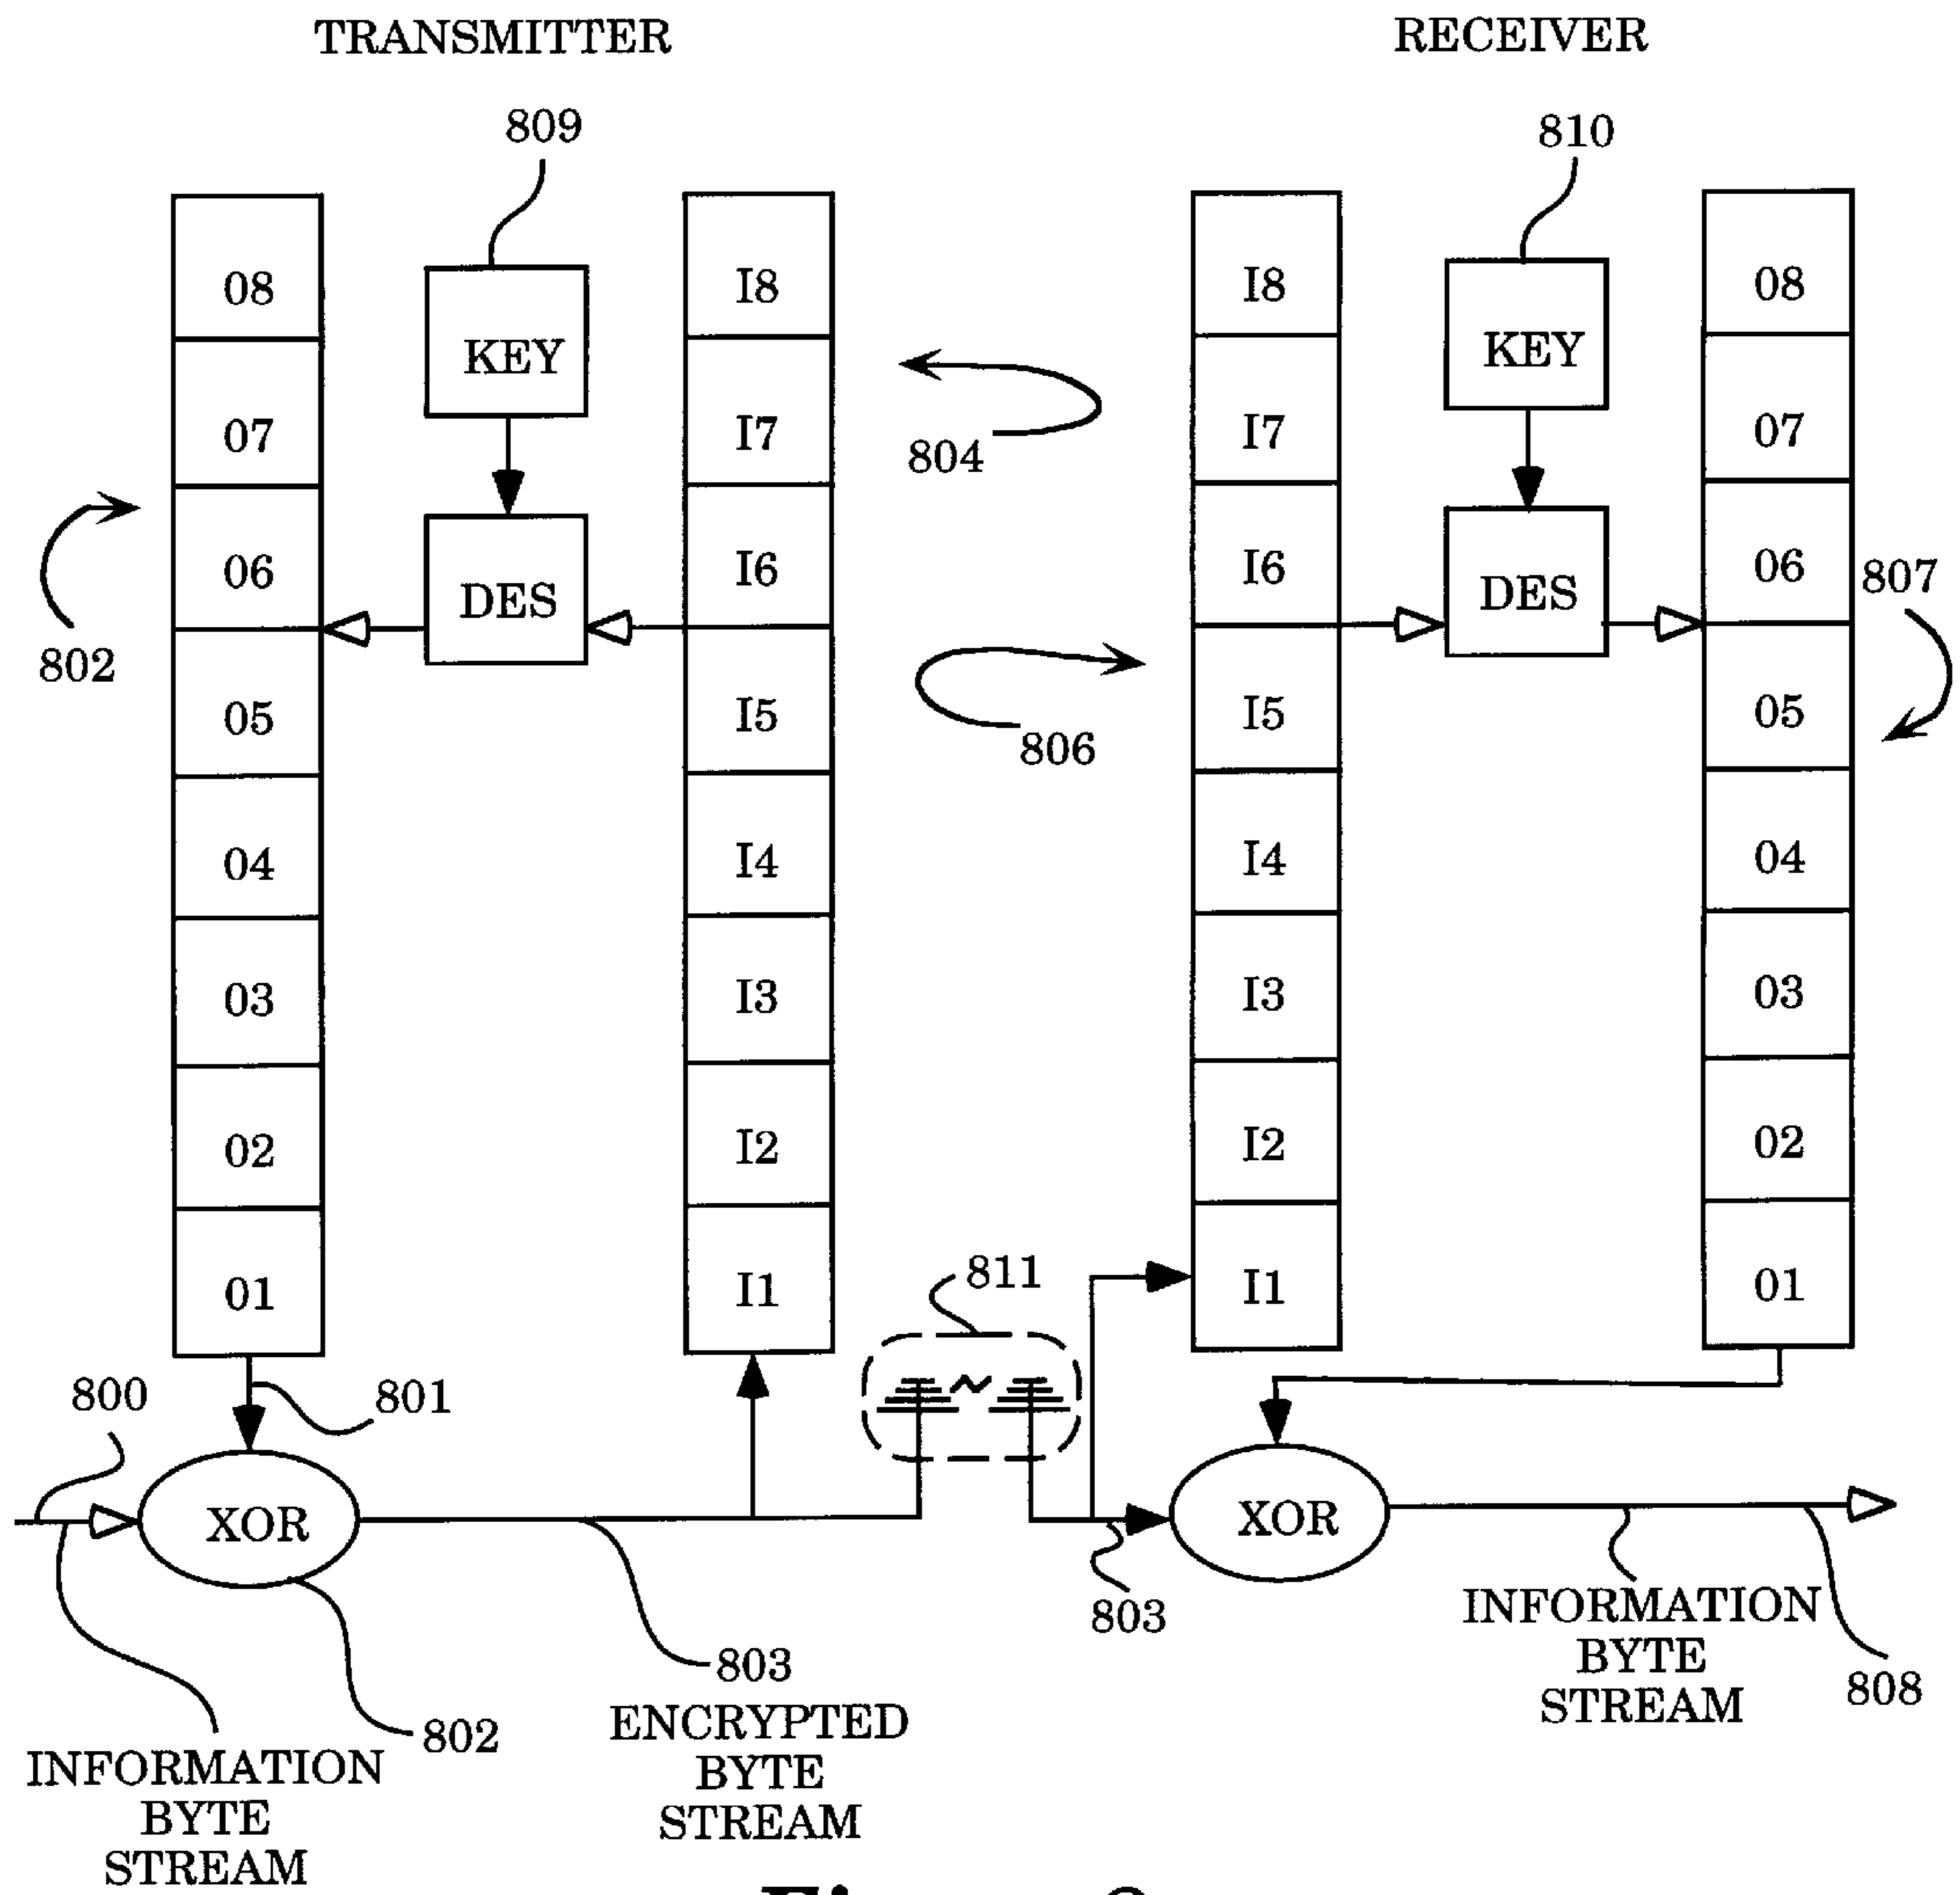 TRANSMITTER
RECEIVER
809
810
08
I8
I8
08
KEY
KEY
07
I7
804
I7
07
06
DES
I6
I6
DES
06
807
802
05
I5
806
I5
05
04
I4
I4
04
03
I3
I3
03
02
I2
I2
02
01
I1
811
I1
01
800
801
XOR
XOR
803
803
802
INFORMATION
BYTE
STREAM
ENCRYPTED
BYTE
STREAM
INFORMATION
BYTE
STREAM
808